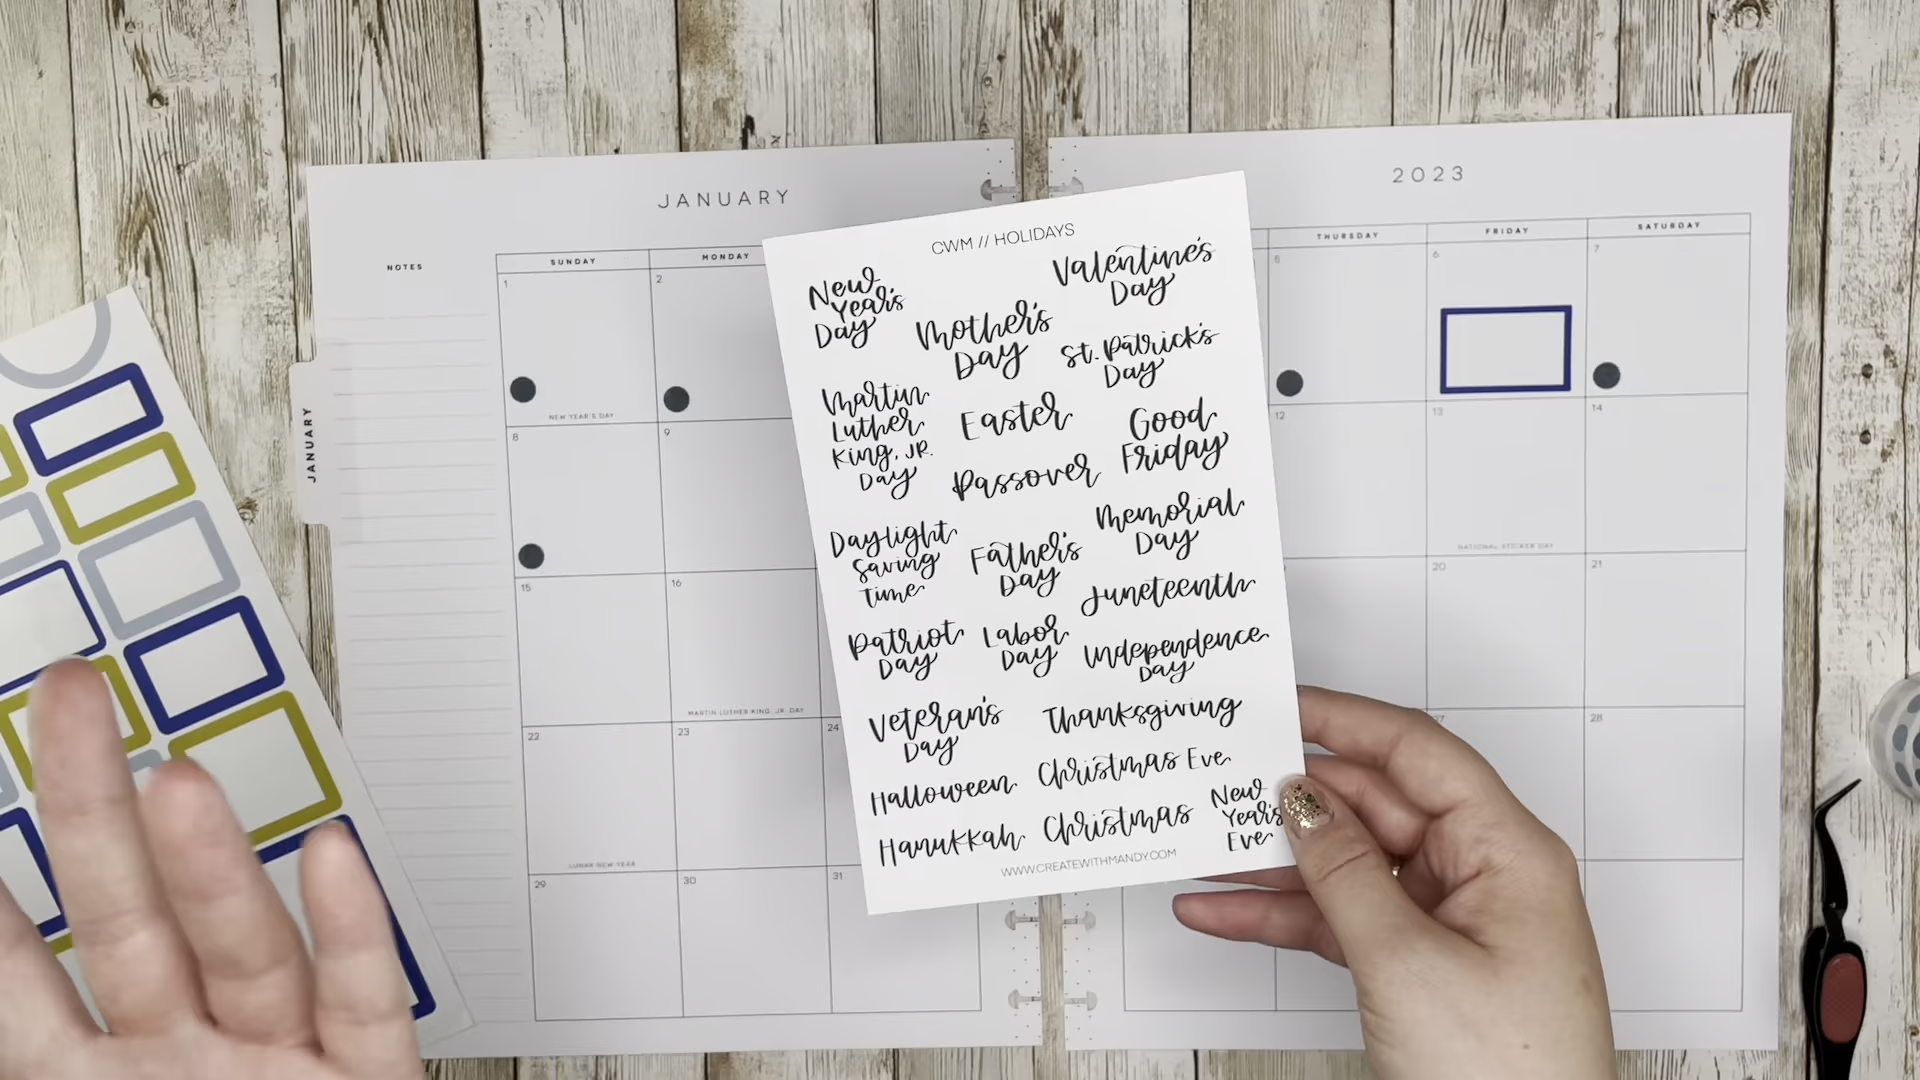 JANUARY
2023
NOTES
SUNDAY
MONDAY
THURSDAY
FRIDAY
SATURDAY
1
2
6
7
NEW YEAR'S DAY
8
9
12
13
14
NATIONAL STICKER DAY
15
16
20
21
MARTIN LUTHER KING, JR. DAY
22
23
24
27
28
LUNAR NEW YEAR
29
30
31
JANUARY
CWM // HOLIDAYS
New
Year's
Day
Valentine's
Day
Mother's
Day
St. Patrick's
Day
Martin
Luther
King, JR.
Day
Easter
Good
Friday
Passover
Memorial
Day
Daylight
Saving
Time
Father's
Day
Juneteenth
Patriot
Day
Labor
Day
Independence
Day
Veteran's
Day
Thanksgiving
Halloween
Christmas Eve
Hanukkah
Christmas
New
Year's
Eve
WWW.CREATEWITHMANDY.COM